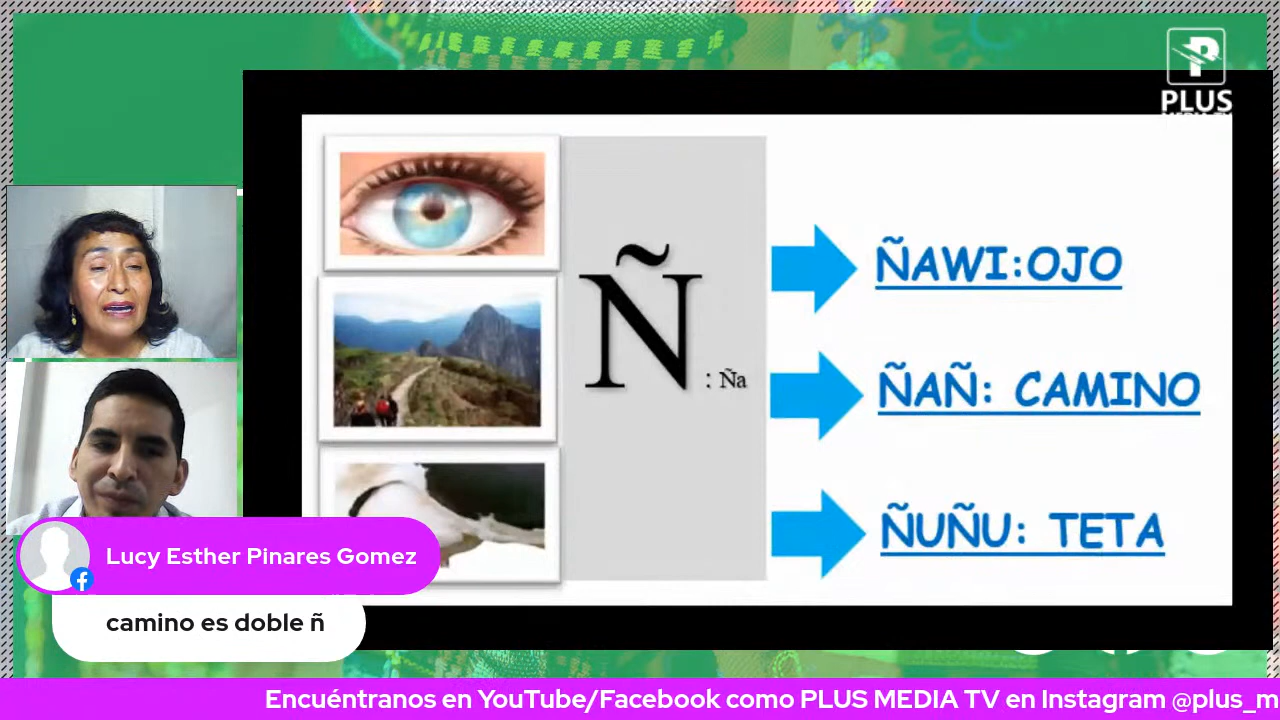 PLUS
Ñ
: Ña
ÑAWI:OJO
ÑAÑ: CAMINO
ÑUÑU: TETA
Lucy Esther Pinares Gomez
camino es doble ñ
Encuéntranos en YouTube/Facebook como PLUS MEDIA TV en Instagram @plus_m